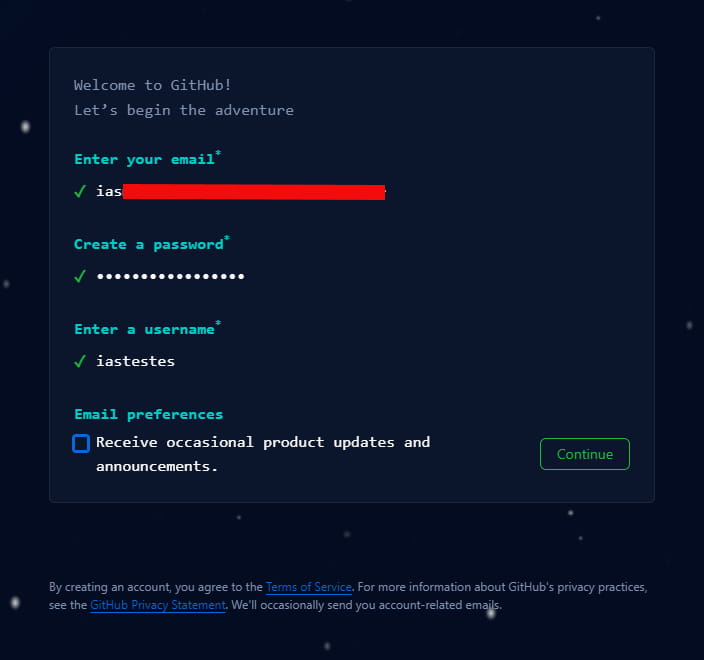 Welcome to GitHub!
Let’s begin the adventure
Enter your email*
✓ ias
Create a password*
✓ •••••••••••••••••
Enter a username*
✓ iastestes
Email preferences
Receive occasional product updates and
announcements.
Continue
By creating an account, you agree to the Terms of Service. For more information about GitHub's privacy practices,
see the GitHub Privacy Statement. We'll occasionally send you account-related emails.